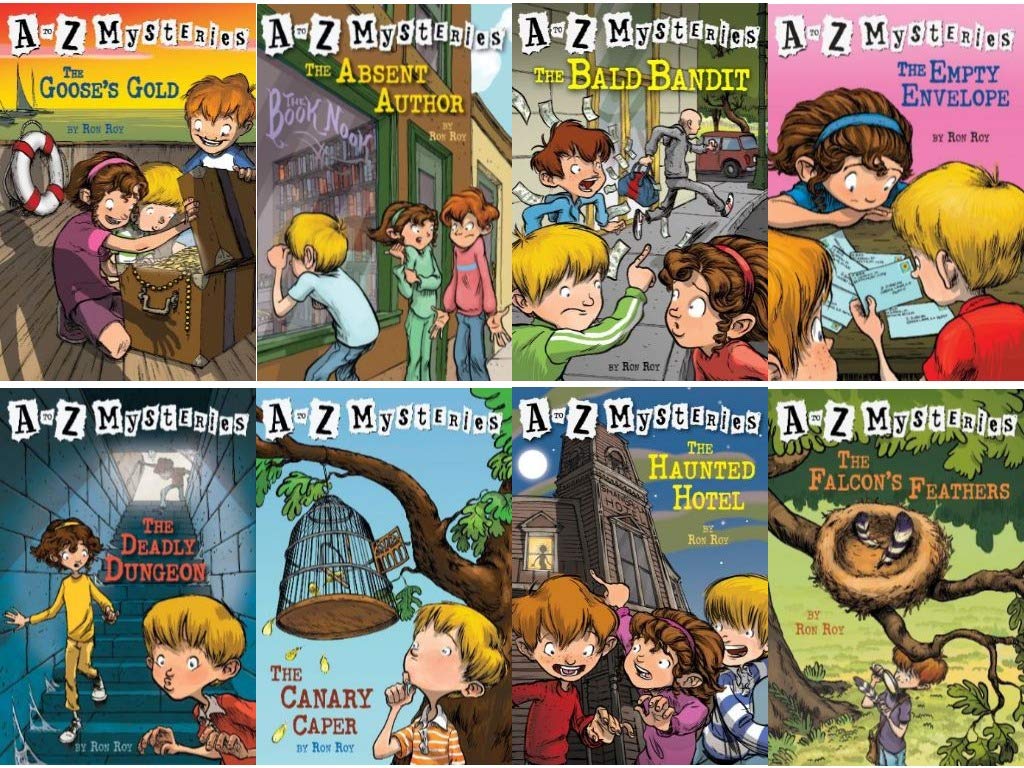 A to Z Mysteries
The
Goose's Gold
by Ron Roy
A to Z Mysteries
The Absent
Author
by
Ron Roy
The
Book Nook
A to Z Mysteries
The Bald Bandit
by Ron Roy
A to Z Mysteries
The Empty
Envelope
by Ron Roy
A to Z Mysteries
The
Deadly
Dungeon
by Ron Roy
A to Z Mysteries
The
Canary
Caper
by Ron Roy
A to Z Mysteries
The
Haunted
Hotel
by
Ron Roy
A to Z Mysteries
The
Falcon's Feathers
by
Ron Roy